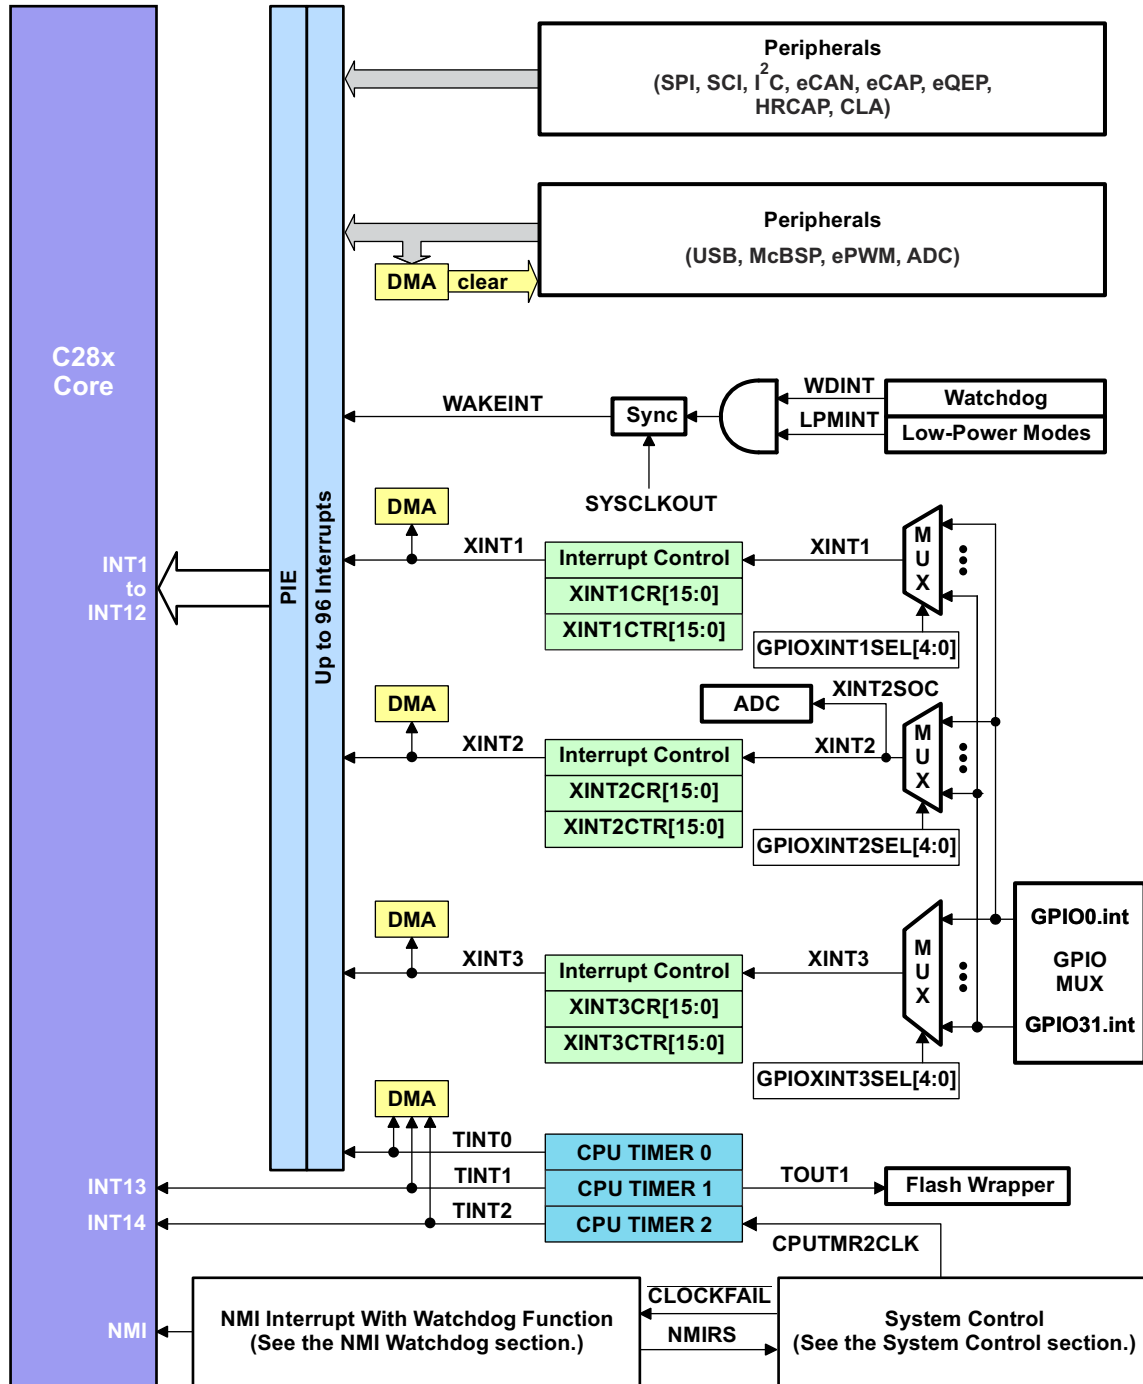 Peripherals
(SPI, SCI, I²C, eCAN, eCAP, eQEP,
HRCAP, CLA)
Peripherals
(USB, McBSP, ePWM, ADC)
DMA
clear
C28x
Core
WDINT
Watchdog
LPMINT
Low-Power Modes
WAKEINT
Sync
SYSCLKOUT
PIE
Up to 96 Interrupts
INT1
to
INT12
DMA
XINT1
Interrupt Control
XINT1CR[15:0]
XINT1CTR[15:0]
XINT1
MUX
GPIOXINT1SEL[4:0]
DMA
ADC
XINT2SOC
XINT2
Interrupt Control
XINT2CR[15:0]
XINT2CTR[15:0]
XINT2
MUX
GPIOXINT2SEL[4:0]
DMA
XINT3
Interrupt Control
XINT3CR[15:0]
XINT3CTR[15:0]
XINT3
MUX
GPIOXINT3SEL[4:0]
GPIO0.int
GPIO
MUX
GPIO31.int
DMA
TINT0
CPU TIMER 0
INT13
TINT1
CPU TIMER 1
TOUT1
Flash Wrapper
INT14
TINT2
CPU TIMER 2
CPUTMR2CLK
NMI
NMI Interrupt With Watchdog Function
(See the NMI Watchdog section.)
CLOCKFAIL
NMIRS
System Control
(See the System Control section.)